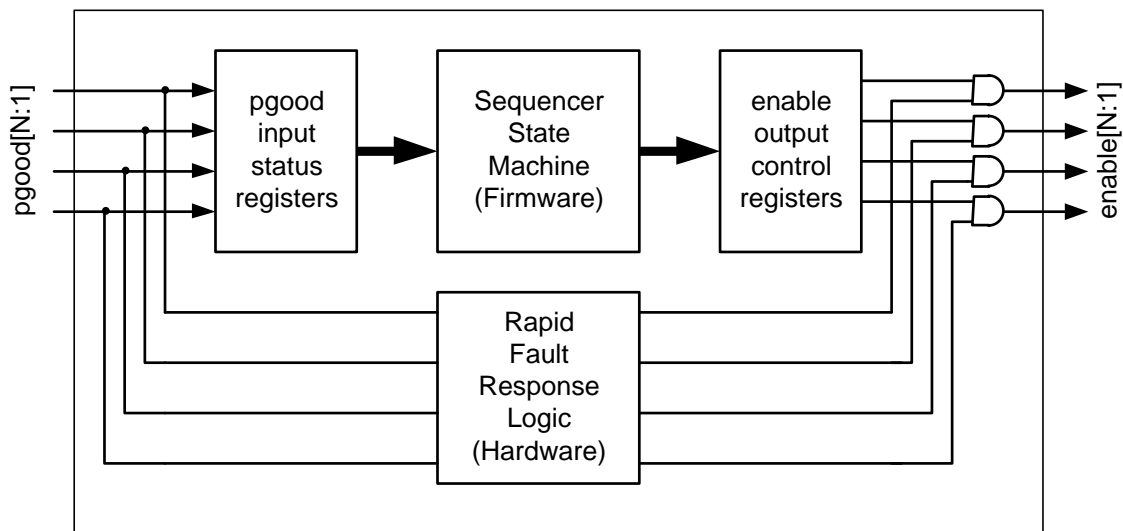 pgood[N:1]
pgood
input
status
registers
Sequencer
State
Machine
(Firmware)
enable
output
control
registers
enable[N:1]
Rapid
Fault
Response
Logic
(Hardware)